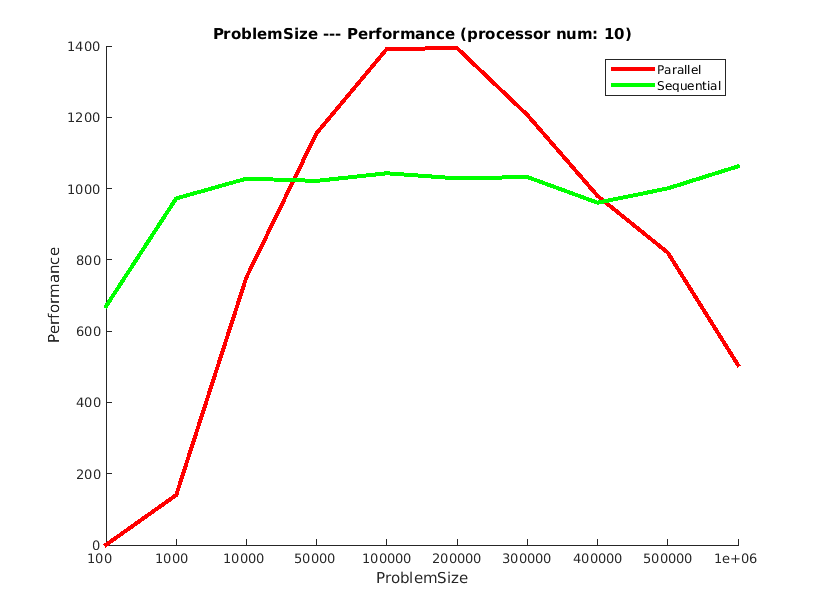 ProblemSize --- Performance (processor num: 10)
Parallel
Sequential
Performance
1400
1200
1000
800
600
400
200
0
100 1000 10000 50000 100000 200000 300000 400000 500000 1e+06
ProblemSize